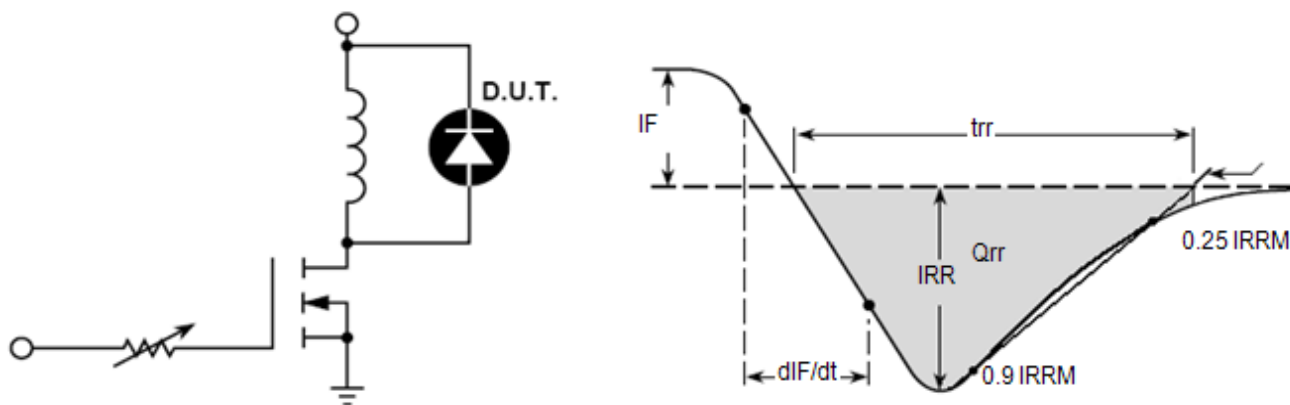 D.U.T.
IF
trr
Qrr
IRR
0.25 IRRM
dIF/dt
0.9 IRRM